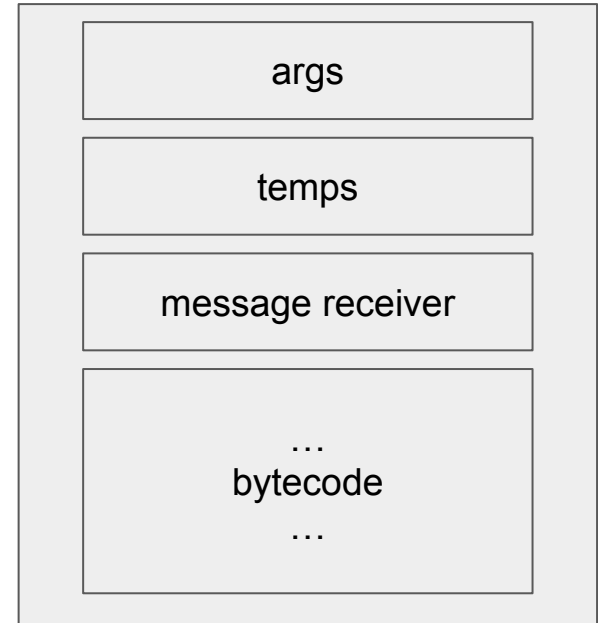 args
temps
message receiver
…
bytecode
…